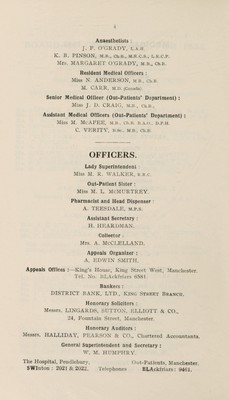 4
Anaesthetists :
J. F. O'GRADY, L.A.H.
K. B. PINSON, M.B., Ch.B., M.R.C.S., L.R.C.P.
Mrs. MARGARET O'GRADY, M.B., Ch.B.
Resident Medical Officers :
Miss N. ANDERSON, M.B., Ch.B.
M. CARR, M.D. (Canada).
Senior Medical Officer (Out-Patients' Department) :
Miss J. D. CRAIG, M.B., Ch.B.,
Assistant Medical Officers (Out-Patients' Department) :
Miss M. McAFEE, M.B., Ch.B. B.A.O., D.P.H.
C. VERITY, B.Sc., M.B., Ch.B.
OFFICERS.
Lady Superintendent
Miss M. R. WALKER, R.R.C.
Out-Patient Sister :
Miss M. L. McMURTREY.
Pharmacist and Head Dispenser :
A. TEESDALE, M.P.S.
Assistant Secretary :
H. HEARDMAN.
Collector :
Mrs. A. McCLELLAND.
Appeals Organiser :
A. EDWIN SMITH.
Appeals Offices :—King's House, King Street West, Manchester.
Tel. No. BLAckfriars 8881.
Bankers :
DISTRICT BANK, LTD., KING STREET BRANCH.
Honorary Solicitors :
Messrs. LINGARDS, SUTTON, ELLIOTT & CO.,
24, Fountain Street, Manchester.
Honorary Auditors :
Messrs. HALLIDAY, PEARSON & CO., Chartered Accountants.
General Superintendent and Secretary :
W. M. HUMPHRY.
The Hospital, Pendlebury, Out-Patients, Manchester.
SWInton : 2021 & 2022. Telephones BLAckfriars : 9461.